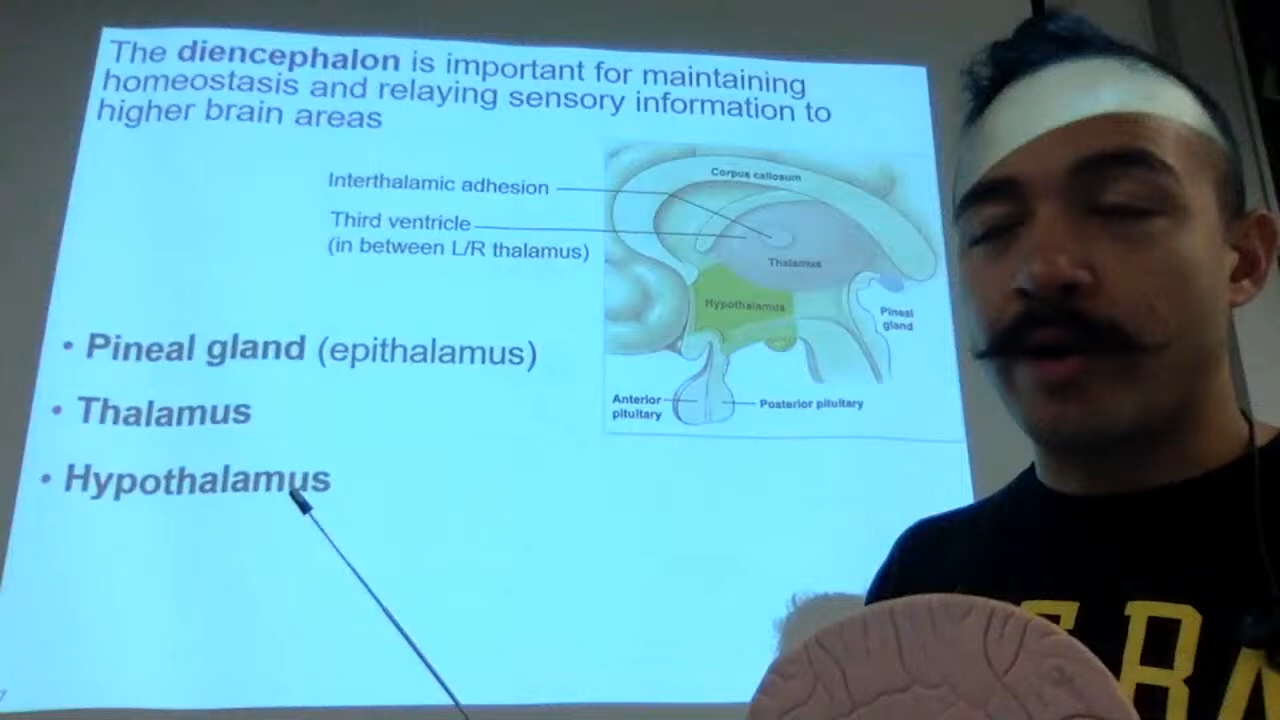 The diencephalon is important for maintaining
homeostasis and relaying sensory information to
higher brain areas
Interthalamic adhesion
Third ventricle
(in between L/R thalamus)
Corpus callosum
Thalamus
Hypothalamus
Pineal
gland
Anterior
pituitary
Posterior pituitary
• Pineal gland (epithalamus)
• Thalamus
• Hypothalamus